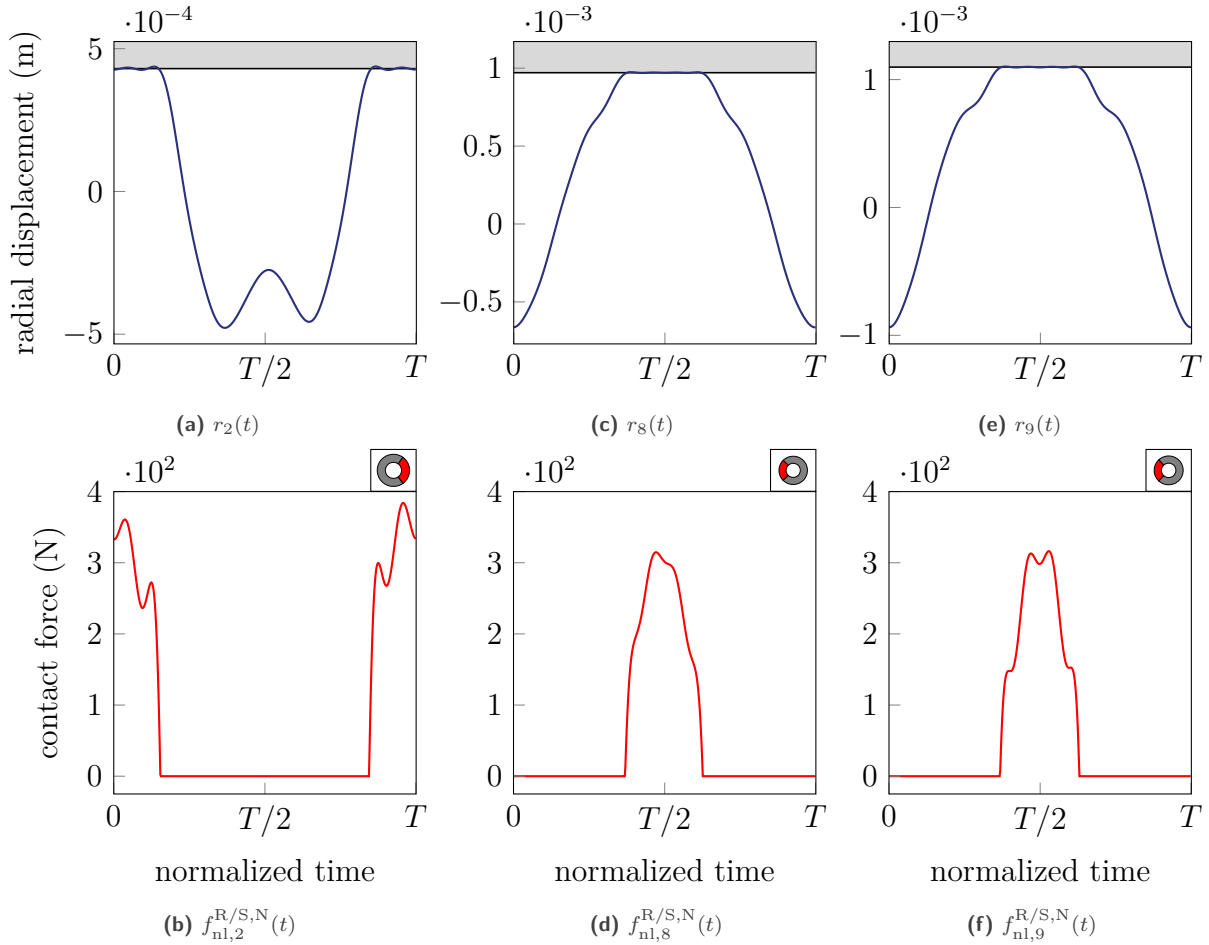 ·10⁻⁴ ·10⁻³ ·10⁻³
radial displacement (m)
5
0
−5
0 T/2 T
1
0.5
0
−0.5
0 T/2 T
1
0
−1
0 T/2 T
(a) r₂(t) (c) r₈(t) (e) r₉(t)
·10² ·10² ·10²
contact force (N)
4
3
2
1
0
0 T/2 T
4
3
2
1
0
0 T/2 T
4
3
2
1
0
0 T/2 T
normalized time normalized time normalized time
(b) f_{nl,2}^{R/S,N}(t) (d) f_{nl,8}^{R/S,N}(t) (f) f_{nl,9}^{R/S,N}(t)